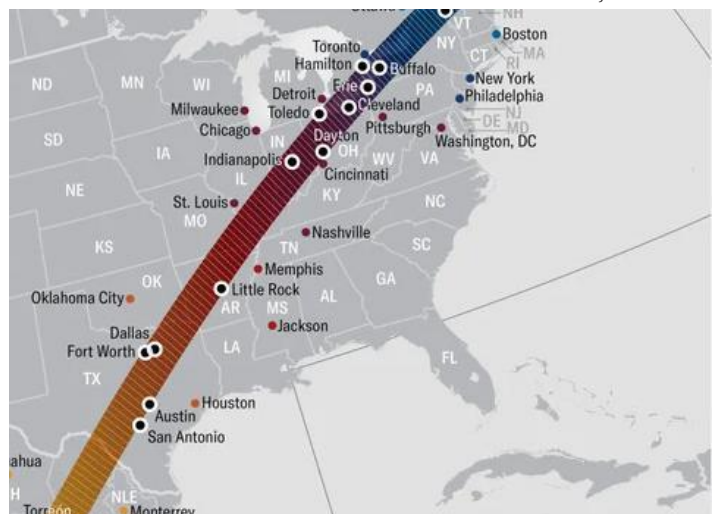 Ottawa
NH
VT
NY
Boston
MA
CT
RI
Toronto
Hamilton
Buffalo
ND
MN
WI
MI
Erie
PA
New York
Detroit
Philadelphia
Milwaukee
Toledo
Cleveland
NJ
DE
MD
Chicago
Pittsburgh
SD
IA
IN
Dayton
OH
Washington, DC
Indianapolis
WV
VA
Cincinnati
NE
IL
KY
St. Louis
NC
MO
KS
TN
Nashville
SC
Memphis
OK
GA
Oklahoma City
Little Rock
AR
MS
AL
Jackson
Dallas
Fort Worth
LA
FL
TX
Houston
Austin
San Antonio
ahua
H
NLE
Torreón
Monterrey